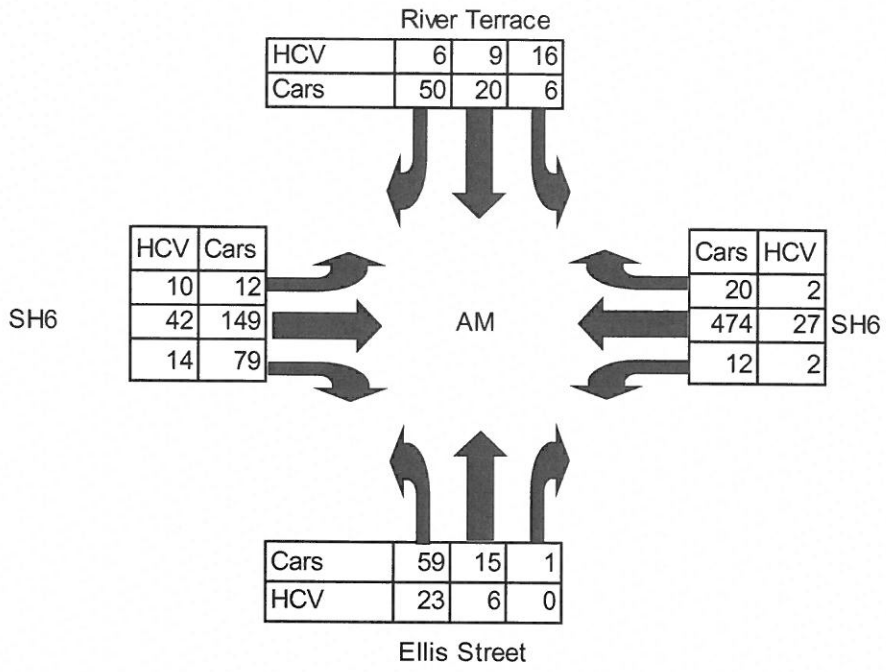 River Terrace
HCV 6 9 16
Cars 50 20 6
HCV Cars
10 12
42 149
14 79
SH6
AM
Cars HCV
20 2
474 27
12 2
SH6
Cars 59 15 1
HCV 23 6 0
Ellis Street